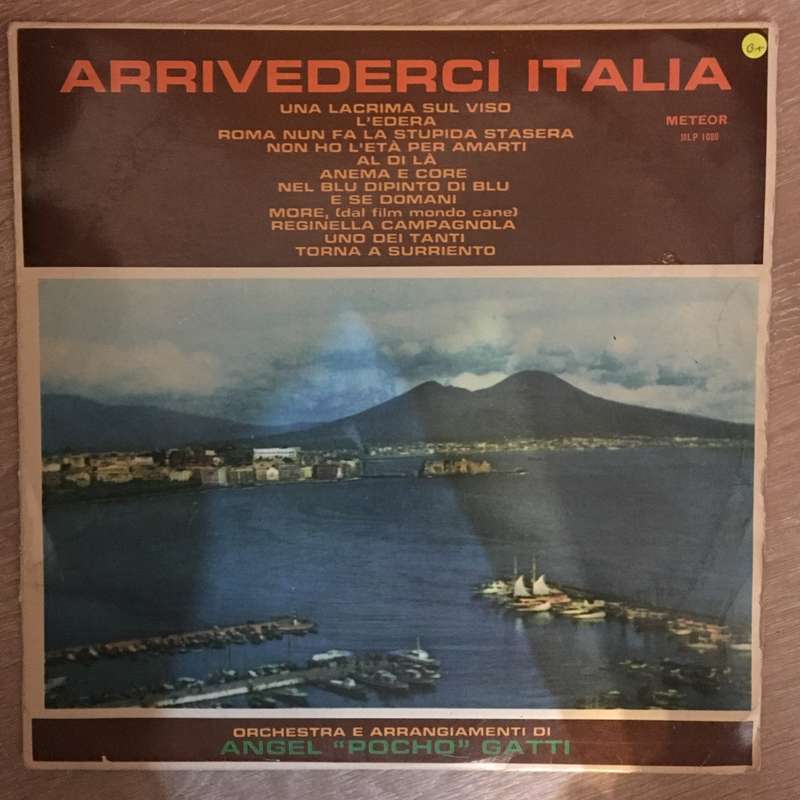 ARRIVEDERCI ITALIA
UNA LACRIMA SUL VISO
L'EDERA
ROMA NUN FA LA STUPIDA STASERA
NON HO L'ETÀ PER AMARTI
AL DI LÀ
ANEMA E CORE
NEL BLU DIPINTO DI BLU
E SE DOMANI
MORE, (dal film mondo cane)
REGINELLA CAMPAGNOLA
UNO DEI TANTI
TORNA A SURRIENTO
METEOR
ORCHESTRA E ARRANGIAMENTI DI
ANGEL "POCHO" GATTI